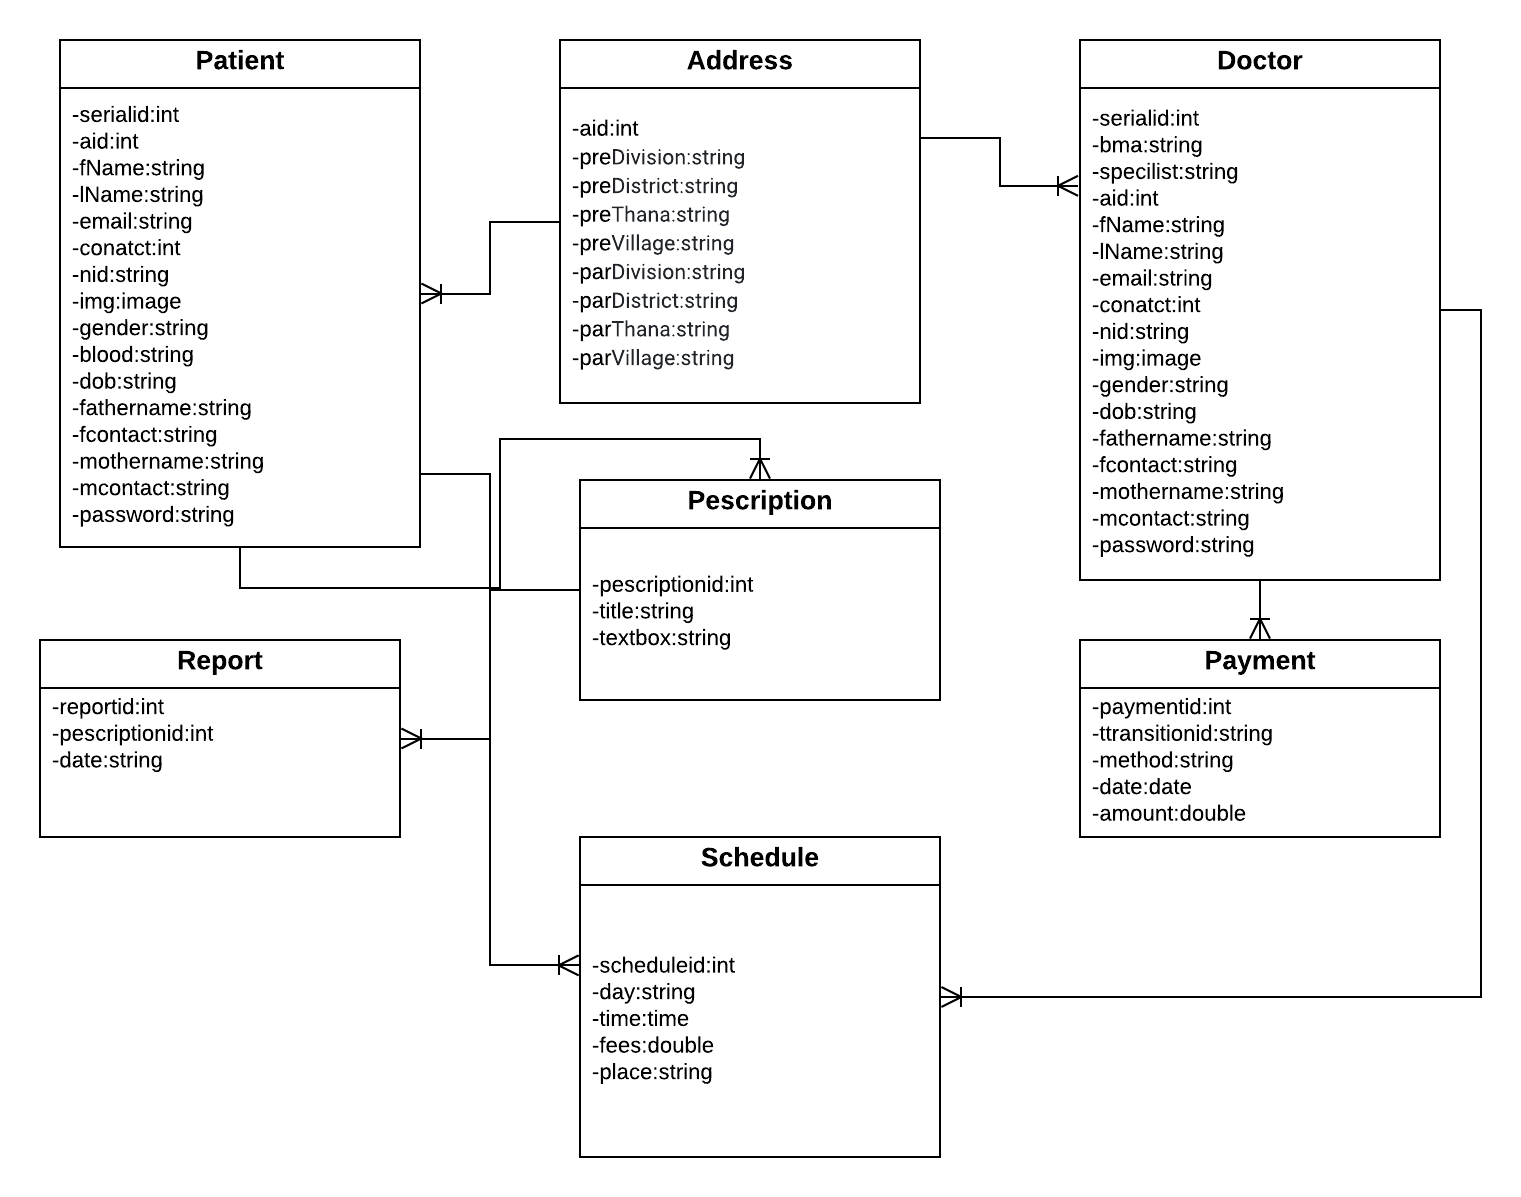 Patient
-serialid:int
-aid:int
-fName:string
-lName:string
-email:string
-conatct:int
-nid:string
-img:image
-gender:string
-blood:string
-dob:string
-fathername:string
-fcontact:string
-mothername:string
-mcontact:string
-password:string
Address
-aid:int
-preDivision:string
-preDistrict:string
-preThana:string
-preVillage:string
-parDivision:string
-parDistrict:string
-parThana:string
-parVillage:string
Doctor
-serialid:int
-bma:string
-specilist:string
-aid:int
-fName:string
-lName:string
-email:string
-conatct:int
-nid:string
-img:image
-gender:string
-dob:string
-fathername:string
-fcontact:string
-mothername:string
-mcontact:string
-password:string
Pescription
-pescriptionid:int
-title:string
-textbox:string
Report
-reportid:int
-pescriptionid:int
-date:string
Payment
-paymentid:int
-ttransitionid:string
-method:string
-date:date
-amount:double
Schedule
-scheduleid:int
-day:string
-time:time
-fees:double
-place:string